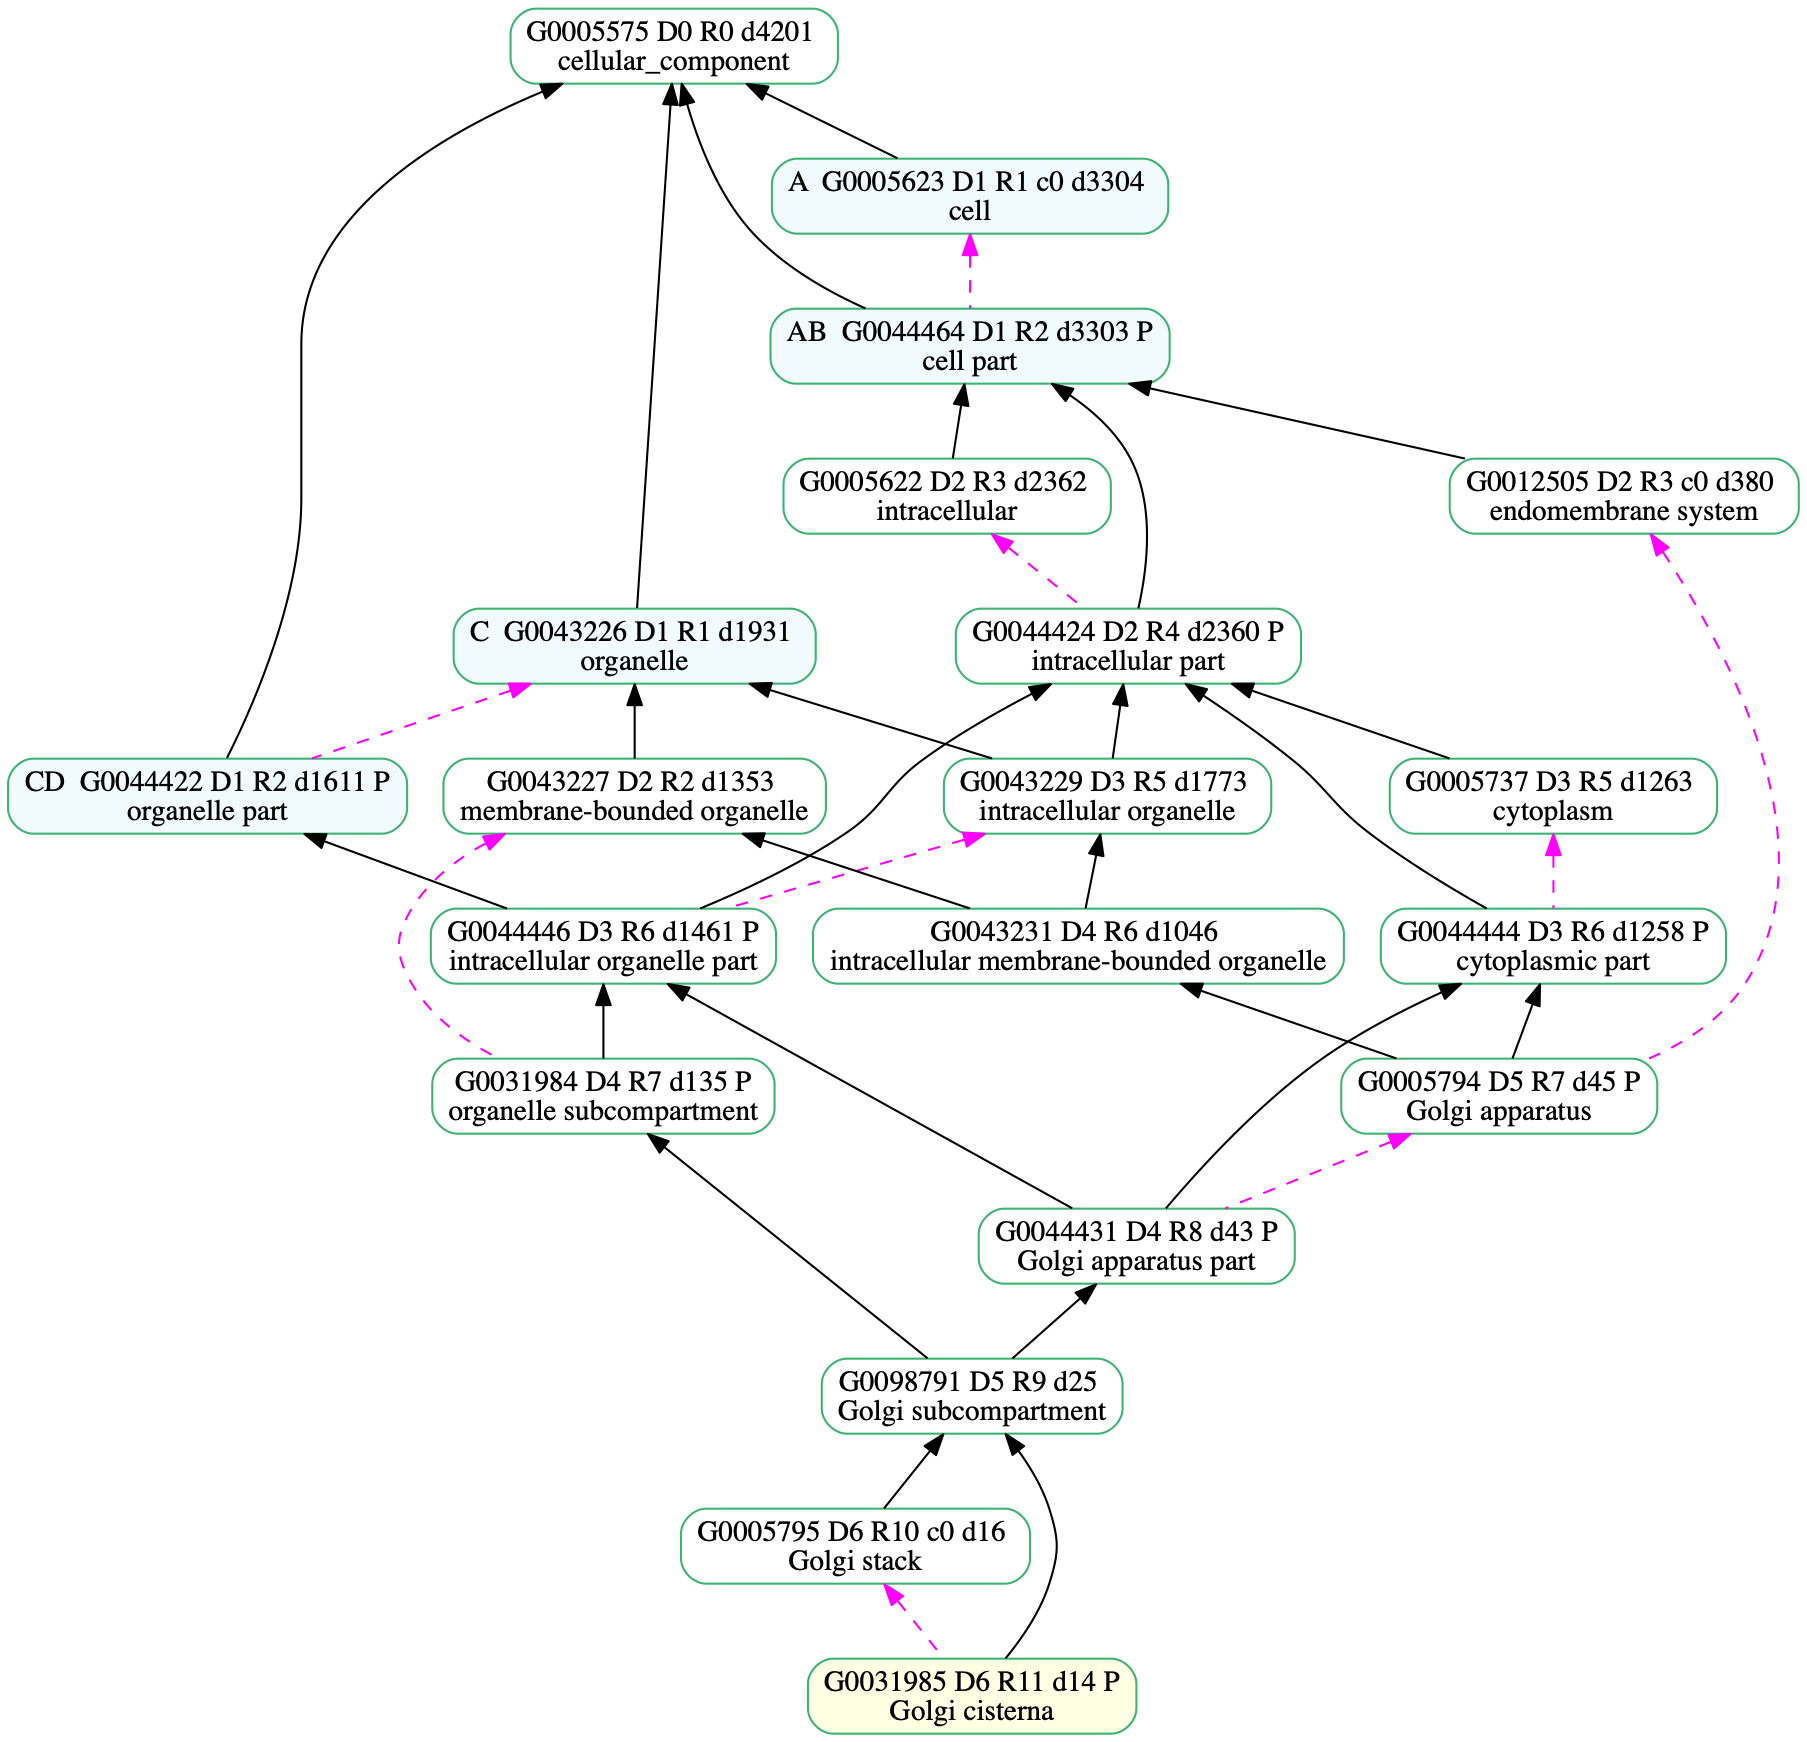 G0005575 D0 R0 d4201
cellular_component
A G0005623 D1 R1 c0 d3304
cell
AB G0044464 D1 R2 d3303 P
cell part
G0005622 D2 R3 d2362
intracellular
G0012505 D2 R3 c0 d380
endomembrane system
C G0043226 D1 R1 d1931
organelle
G0044424 D2 R4 d2360 P
intracellular part
CD G0044422 D1 R2 d1611 P
organelle part
G0043227 D2 R2 d1353
membrane-bounded organelle
G0043229 D3 R5 d1773
intracellular organelle
G0005737 D3 R5 d1263
cytoplasm
G0044446 D3 R6 d1461 P
intracellular organelle part
G0043231 D4 R6 d1046
intracellular membrane-bounded organelle
G0044444 D3 R6 d1258 P
cytoplasmic part
G0031984 D4 R7 d135 P
organelle subcompartment
G0005794 D5 R7 d45 P
Golgi apparatus
G0044431 D4 R8 d43 P
Golgi apparatus part
G0098791 D5 R9 d25
Golgi subcompartment
G0005795 D6 R10 c0 d16
Golgi stack
G0031985 D6 R11 d14 P
Golgi cisterna